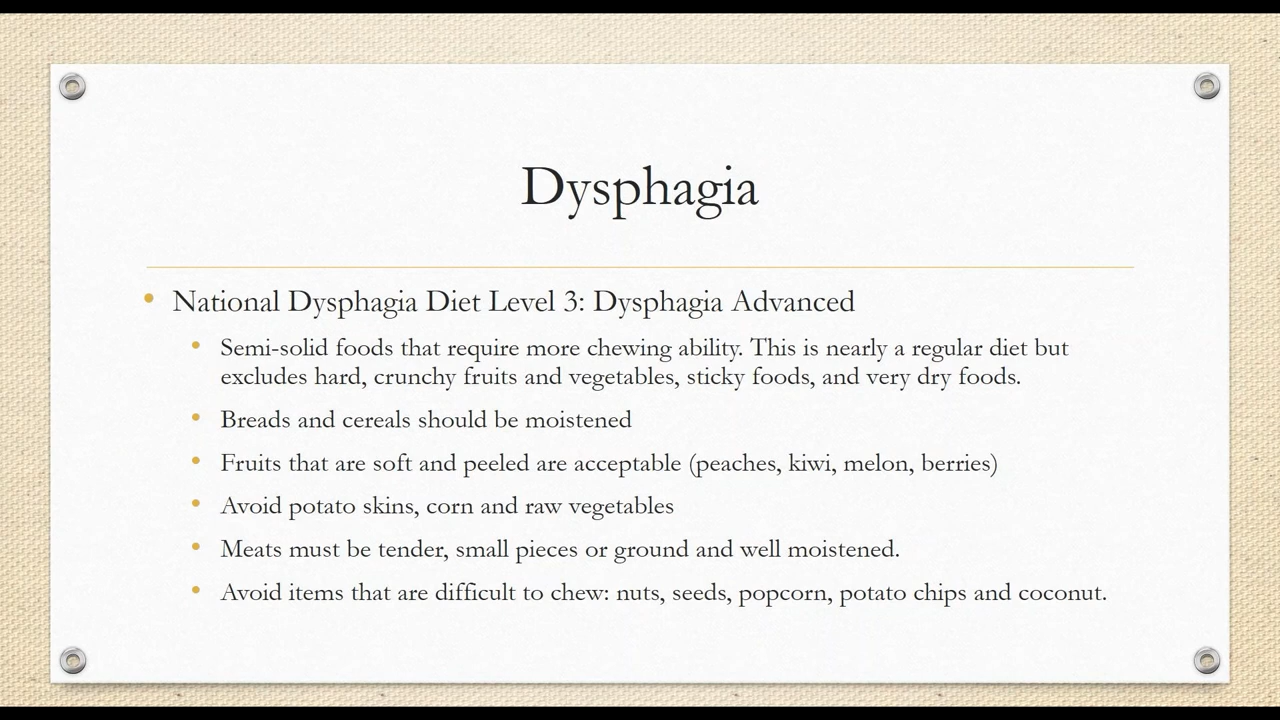 Dysphagia
• National Dysphagia Diet Level 3: Dysphagia Advanced
• Semi-solid foods that require more chewing ability. This is nearly a regular diet but
excludes hard, crunchy fruits and vegetables, sticky foods, and very dry foods.
• Breads and cereals should be moistened
• Fruits that are soft and peeled are acceptable (peaches, kiwi, melon, berries)
• Avoid potato skins, corn and raw vegetables
• Meats must be tender, small pieces or ground and well moistened.
• Avoid items that are difficult to chew: nuts, seeds, popcorn, potato chips and coconut.